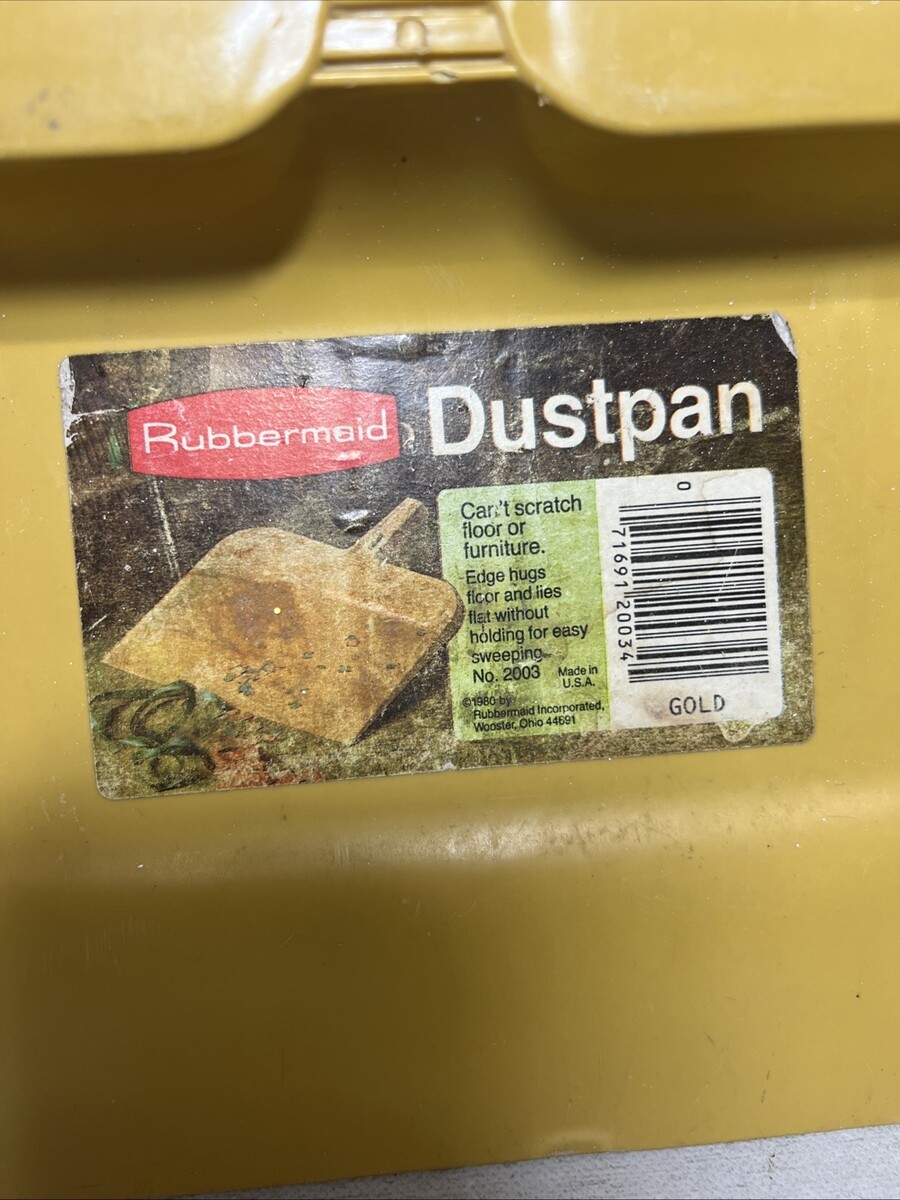 Rubbermaid
Dustpan
Can't scratch
floor or
furniture.
Edge hugs
floor and lies
flat without
holding for easy
sweeping.
No. 2003
Made in
U.S.A.
©1980 by
Rubbermaid Incorporated,
Wooster, Ohio 44691
0
71691 20034
GOLD